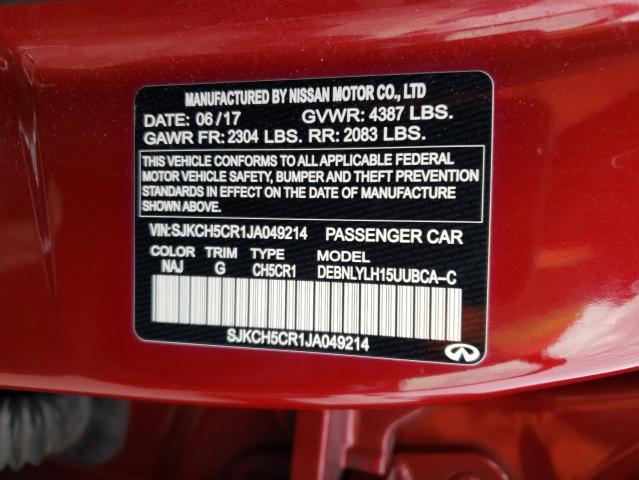 MANUFACTURED BY NISSAN MOTOR CO., LTD
DATE: 06/17 GVWR: 4387 LBS.
GAWR FR: 2304 LBS. RR: 2083 LBS.
THIS VEHICLE CONFORMS TO ALL APPLICABLE FEDERAL
MOTOR VEHICLE SAFETY, BUMPER AND THEFT PREVENTION
STANDARDS IN EFFECT ON THE DATE OF MANUFACTURE
SHOWN ABOVE.
VIN:SJKCH5CR1JA049214 PASSENGER CAR
COLOR TRIM TYPE MODEL
NAJ G CH5CR1 DEBNLYLH15UUBCA-C
SJKCH5CR1JA049214